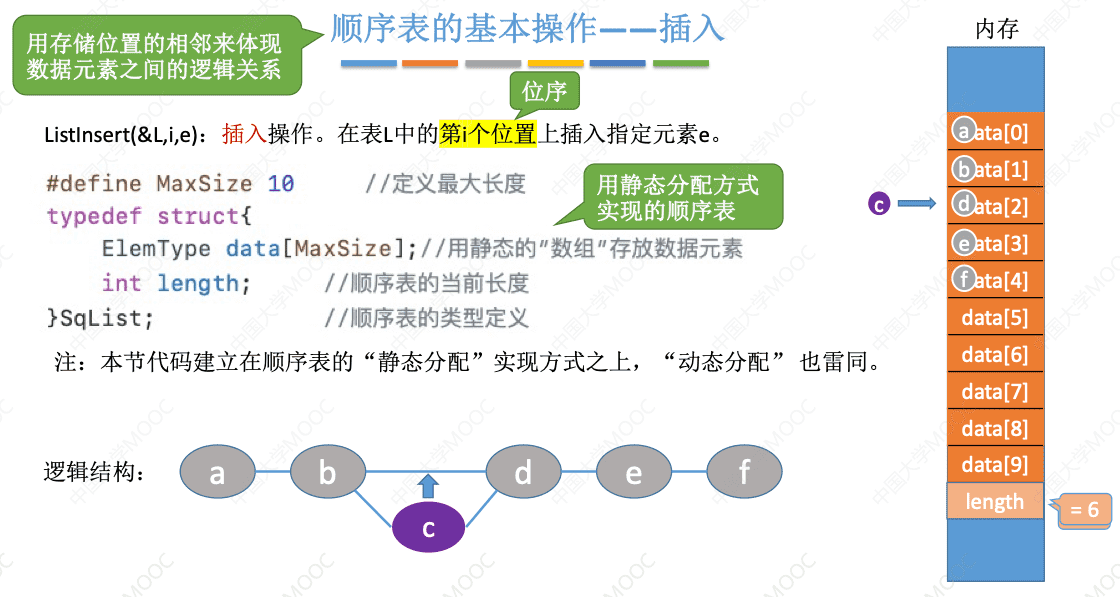 顺序表的基本操作——插入
用存储位置的相邻来体现
数据元素之间的逻辑关系
位序
ListInsert(&L,i,e)：插入操作。在表L中的第i个位置上插入指定元素e。
#define MaxSize 10 //定义最大长度
typedef struct{
ElemType data[MaxSize];//用静态的"数组"存放数据元素
int length; //顺序表的当前长度
}SqList; //顺序表的类型定义
用静态分配方式
实现的顺序表
注：本节代码建立在顺序表的“静态分配”实现方式之上，“动态分配” 也雷同。
逻辑结构：
a b d e f
c
内存
a ata[0]
b ata[1]
c
d ata[2]
e ata[3]
f ata[4]
data[5]
data[6]
data[7]
data[8]
data[9]
length
= 6
中国大学MOOC